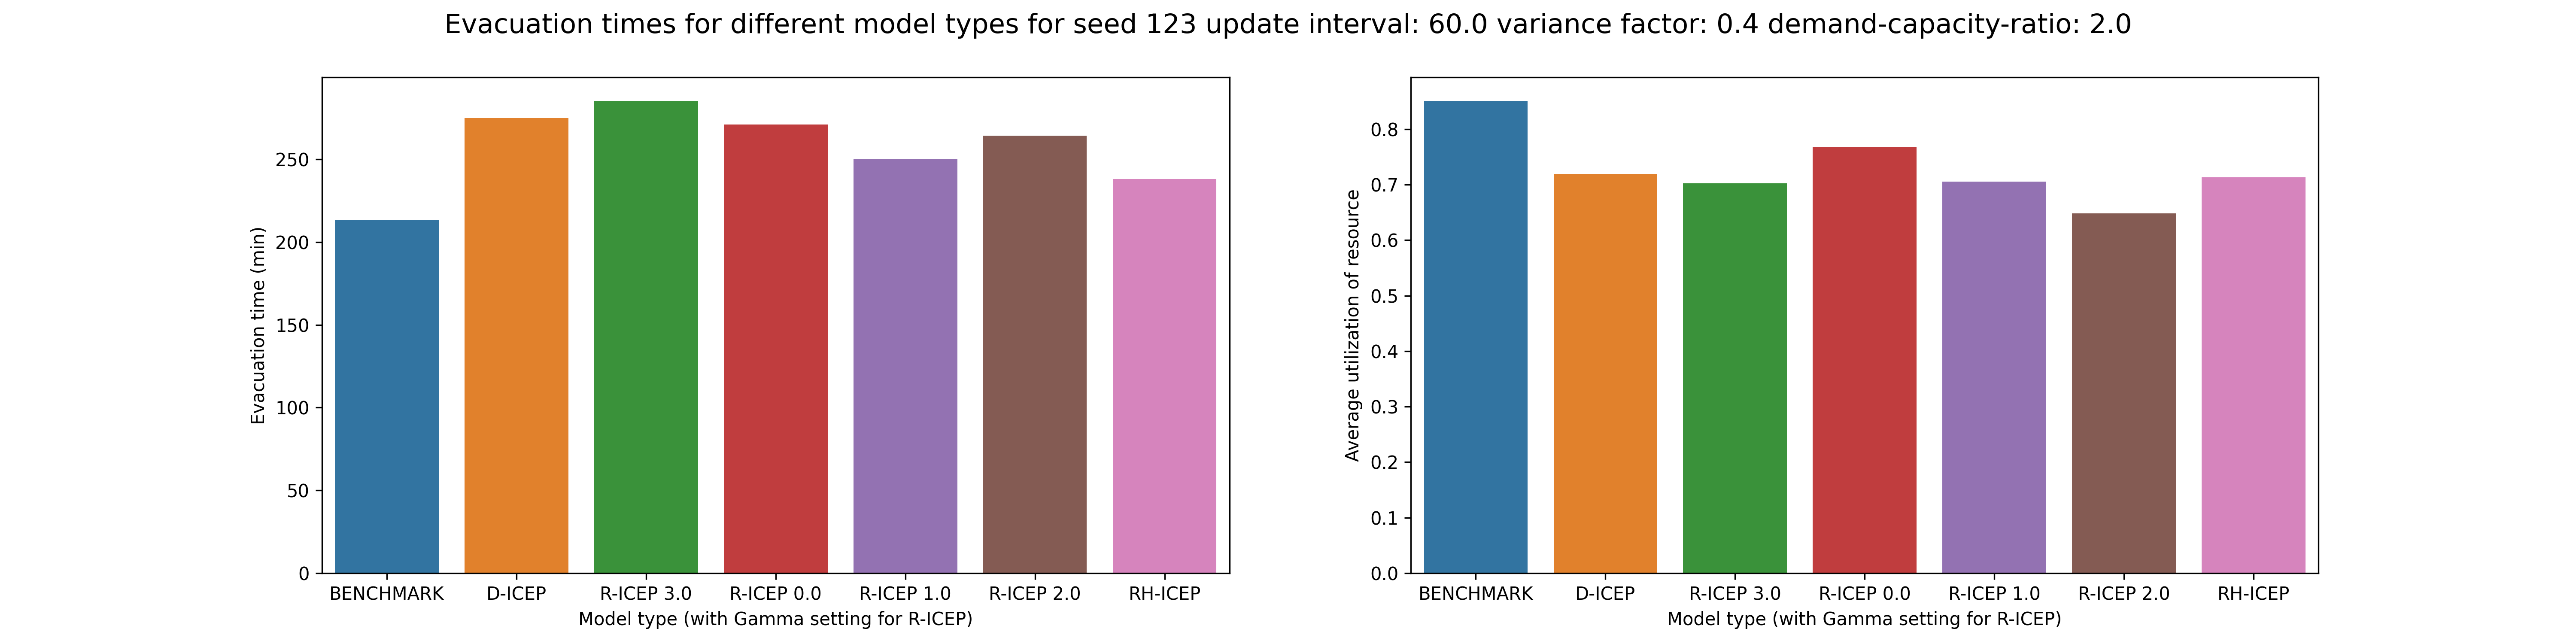 Evacuation times for different model types for seed 123 update interval: 60.0 variance factor: 0.4 demand-capacity-ratio: 2.0
Evacuation time (min)
250
200
150
100
50
0
BENCHMARK D-ICEP R-ICEP 3.0 R-ICEP 0.0 R-ICEP 1.0 R-ICEP 2.0 RH-ICEP
Model type (with Gamma setting for R-ICEP)
Average utilization of resource
0.8
0.7
0.6
0.5
0.4
0.3
0.2
0.1
0.0
BENCHMARK D-ICEP R-ICEP 3.0 R-ICEP 0.0 R-ICEP 1.0 R-ICEP 2.0 RH-ICEP
Model type (with Gamma setting for R-ICEP)